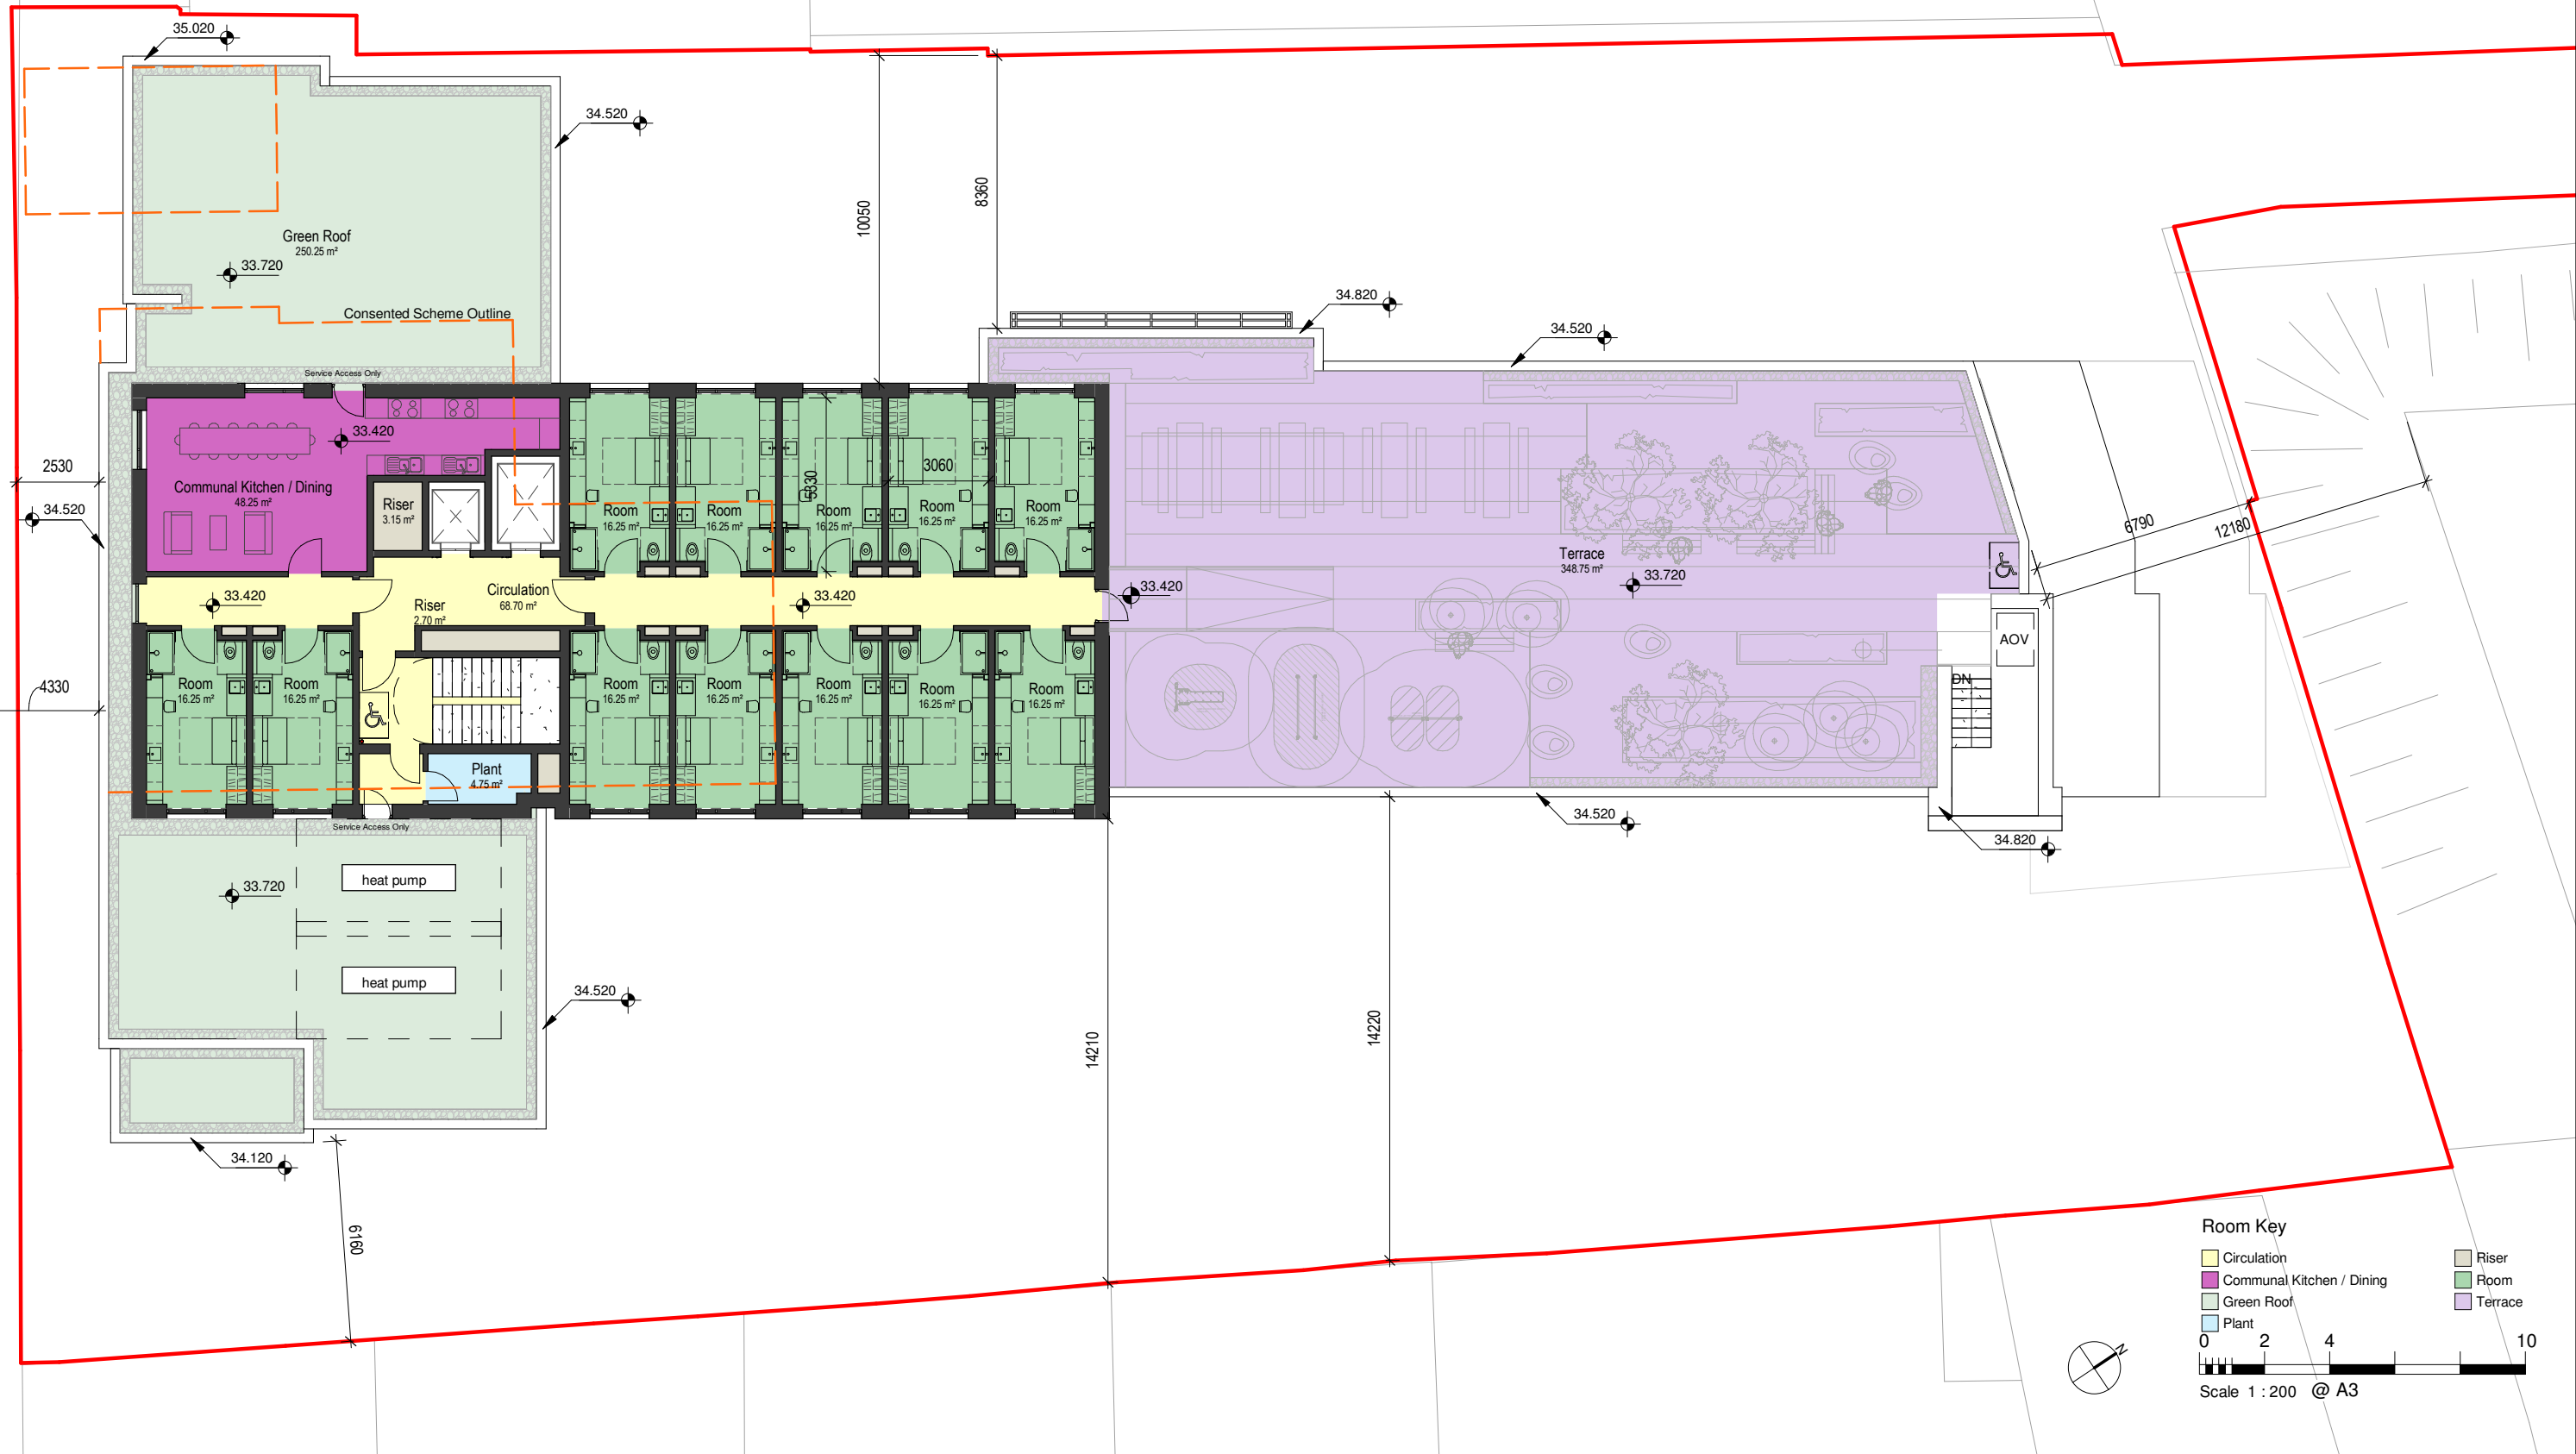 35.020
34.520
10050
8360
Green Roof
250.25 m²
33.720
Consented Scheme Outline
34.820
34.520
Service Access Only
33.420
2530
34.520
Communal Kitchen / Dining
48.25 m²
Riser
3.15 m²
5330
3060
Room
16.25 m²
Room
16.25 m²
Room
16.25 m²
Room
16.25 m²
Room
16.25 m²
6790
12180
Terrace
348.75 m²
33.720
33.420
Riser
2.70 m²
Circulation
68.70 m²
33.420
33.420
AOV
DN
4330
Room
16.25 m²
Room
16.25 m²
Room
16.25 m²
Room
16.25 m²
Room
16.25 m²
Room
16.25 m²
Room
16.25 m²
Plant
4.75 m²
Service Access Only
34.520
34.820
heat pump
33.720
heat pump
34.520
14210
14220
34.120
6160
Room Key
Circulation
Communal Kitchen / Dining
Green Roof
Plant
Riser
Room
Terrace
N
0 2 4 10
Scale 1 : 200 @ A3